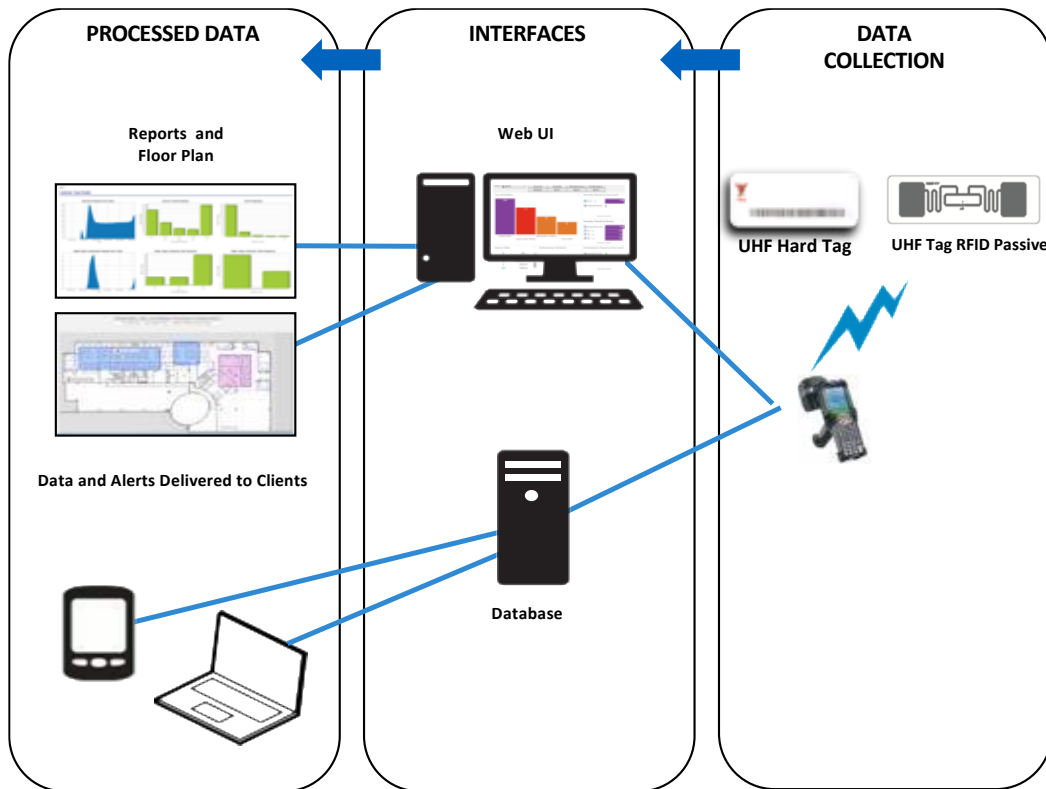 PROCESSED DATA
INTERFACES
DATA
COLLECTION
Reports and
Floor Plan
Web UI
UHF Hard Tag
UHF Tag RFID Passive
Data and Alerts Delivered to Clients
Database